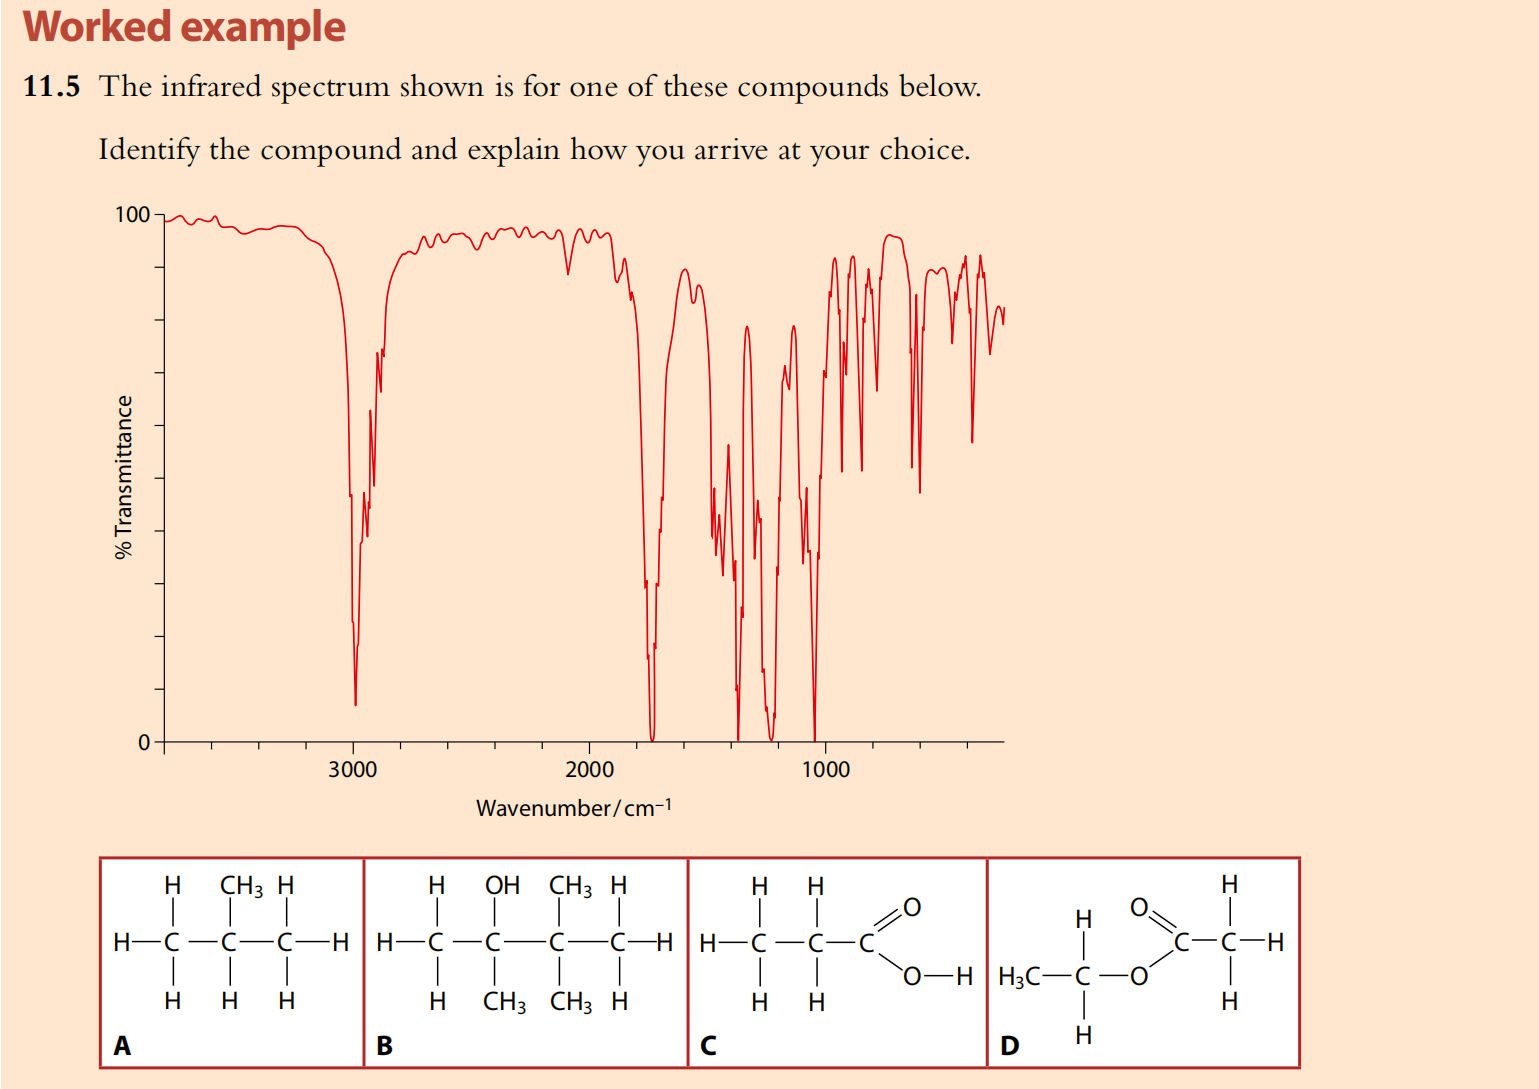 Worked example
11.5 The infrared spectrum shown is for one of these compounds below.
Identify the compound and explain how you arrive at your choice.
100
% Transmittance
0
3000 2000 1000
Wavenumber/cm⁻¹
H CH₃ H
H C C C H
H H H
A
H OH CH₃ H
H C C C C H
H CH₃ CH₃ H
B
H H
O
H C C C
O H
H H
C
H
O
H
C C H
H₃C C O
H
H
D